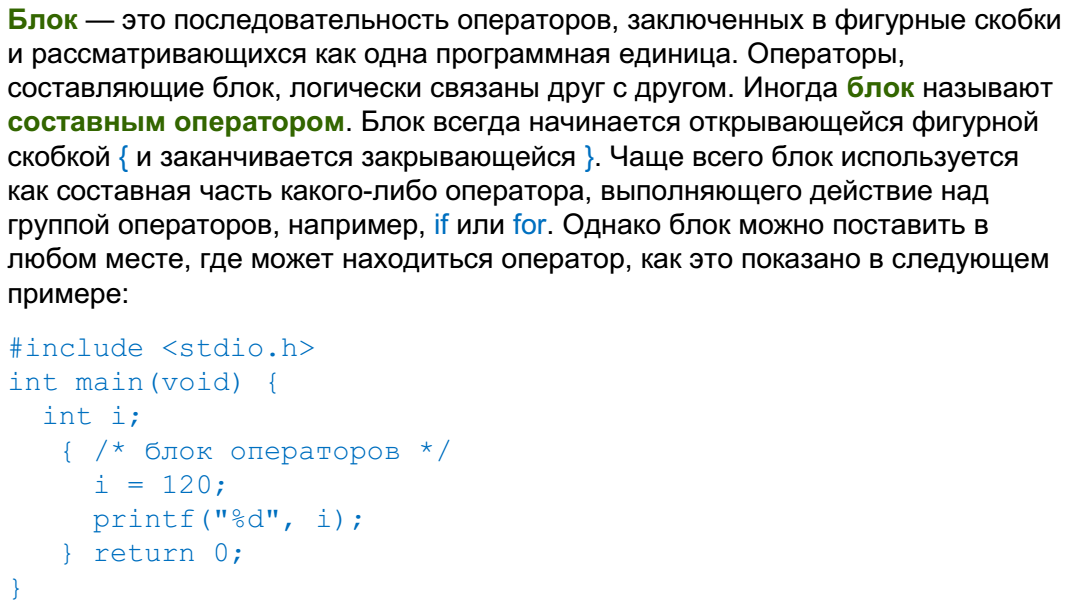 Блок — это последовательность операторов, заключенных в фигурные скобки
и рассматривающихся как одна программная единица. Операторы,
составляющие блок, логически связаны друг с другом. Иногда блок называют
составным оператором. Блок всегда начинается открывающейся фигурной
скобкой { и заканчивается закрывающейся }. Чаще всего блок используется
как составная часть какого-либо оператора, выполняющего действие над
группой операторов, например, if или for. Однако блок можно поставить в
любом месте, где может находиться оператор, как это показано в следующем
примере:
#include <stdio.h>
int main(void) {
  int i;
   { /* блок операторов */
     i = 120;
     printf("%d", i);
   } return 0;
}